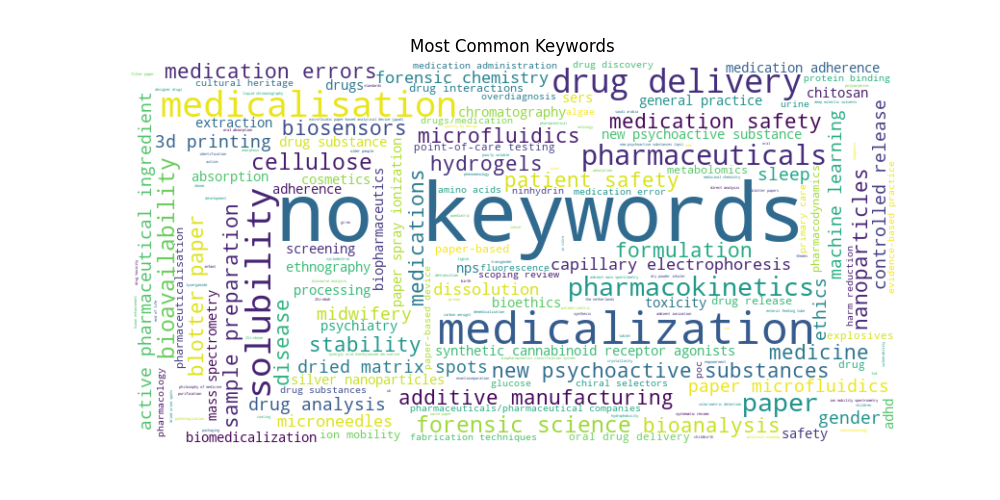 Most Common Keywords
medication errors
medication administration
drug discovery
medication adherence
cultural heritage
drugs
forensic chemistry
drug interactions
drug delivery
protein binding
medicalisation
overdiagnosis
sers
general practice
urine
chitosan
chromatography
algae
extraction
biosensors
drugs/medication
microfluidics
medication safety
3d printing
drug substance
point-of-care testing
new psychoactive substance
cellulose
hydrogels
pharmaceuticals
absorption
cosmetics
metabolomics
sleep
adherence
amino acids
ninhydrin
patient safety
medication error
active pharmaceutical ingredient
bioavailability
pharmaceuticalisation
pharmacology
blotter paper
mass spectrometry
sample preparation
solubility
disease
no keywords
biopharmaceutics
paper spray ionization
medications
primary care
pharmacodynamics
machine learning
harm reduction
nanoparticles
controlled release
evidence-based practice
screening
paper-based
formulation
ethnography
nps
fluorescence
scoping review
capillary electrophoresis
processing
dissolution
pharmacokinetics
ethics
midwifery
bioethics
toxicity
drug release
psychiatry
paper-based device
medicalization
explosives
stability
synthetic cannabinoid receptor agonists
medicine
dried matrix spots
new psychoactive substances
poc
drug
silver nanoparticles
glucose
chiral selectors
paper microfluidics
drug substances
additive manufacturing
drug analysis
pharmaceuticals/pharmaceutical companies
paper
gender
adhd
microneedles
forensic science
bioanalysis
biomedicalization
ion mobility
fabrication techniques
oral drug delivery
safety